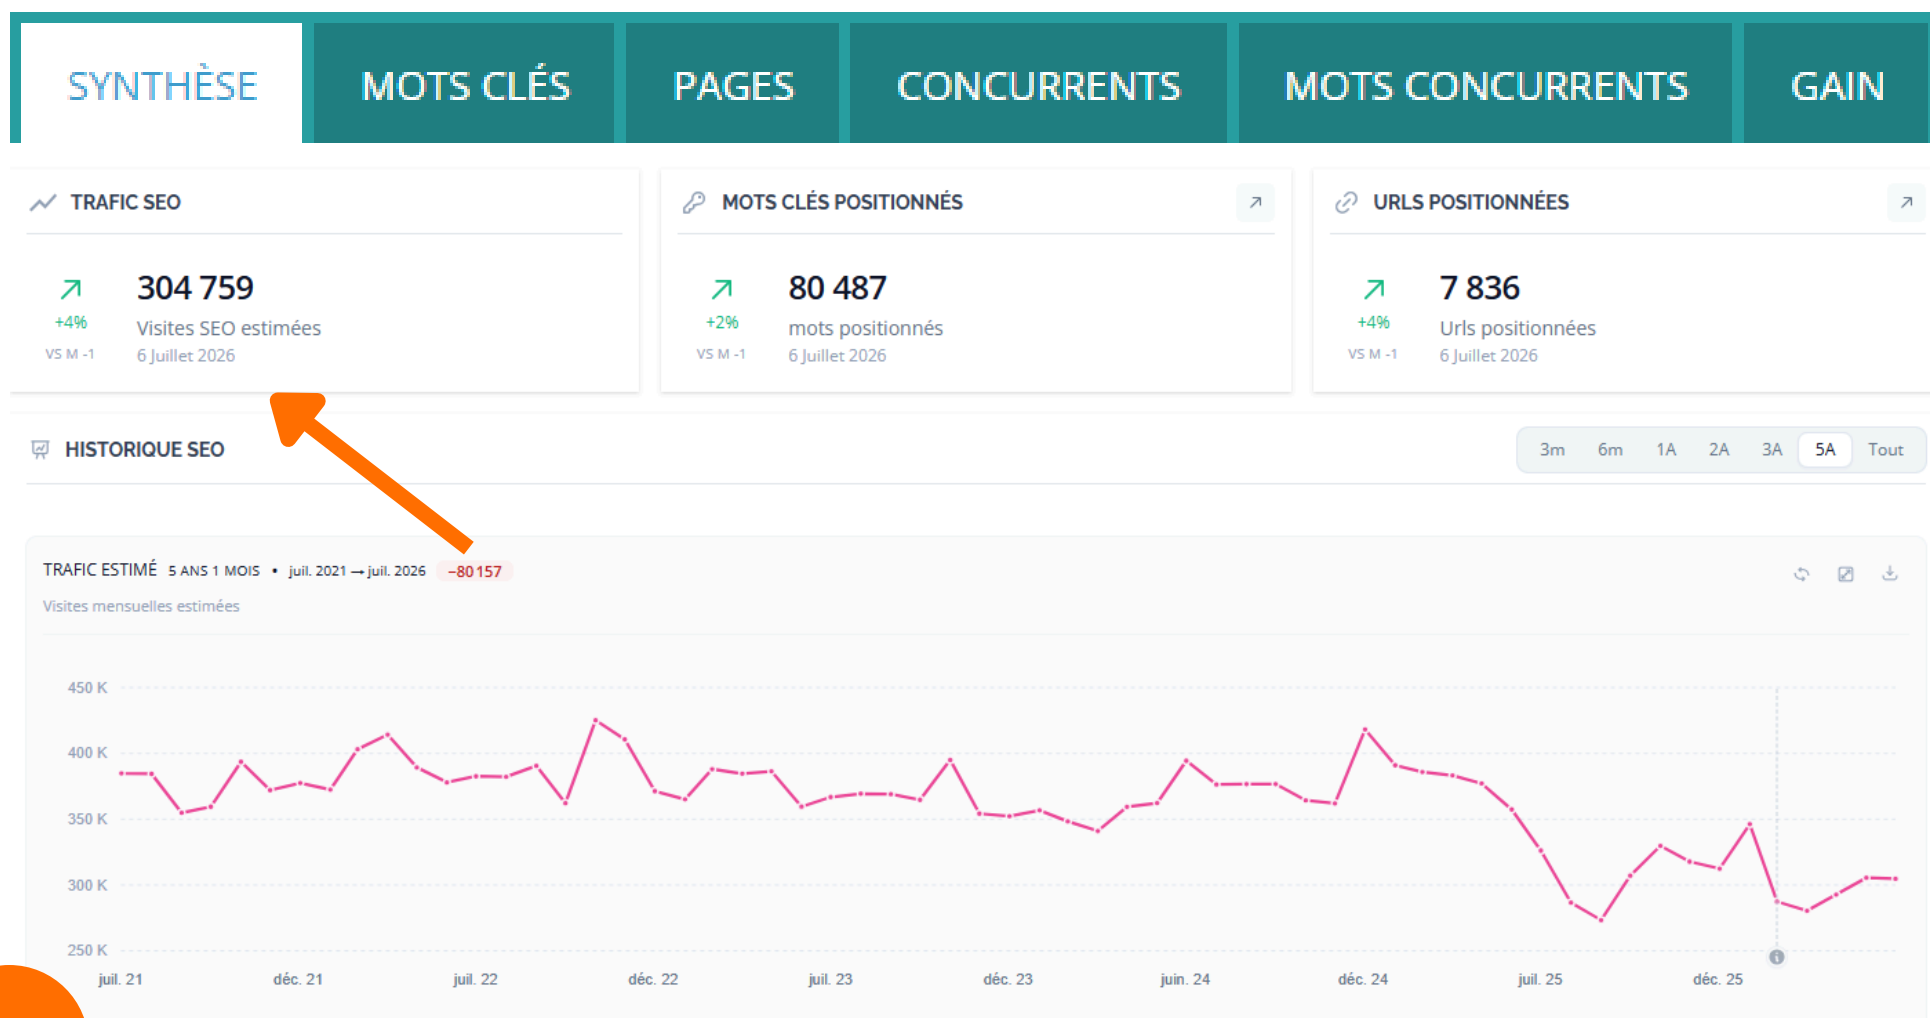 SYNTHÈSE MOTS CLÉS PAGES CONCURRENTS MOTS CONCURRENTS GAIN
TRAFIC SEO
+4%
VS M -1
304 759
Visites SEO estimées
6 Juillet 2026
MOTS CLÉS POSITIONNÉS
+2%
VS M -1
80 487
mots positionnés
6 Juillet 2026
URLS POSITIONNÉES
+4%
VS M -1
7 836
Urls positionnées
6 Juillet 2026
HISTORIQUE SEO
3m 6m 1A 2A 3A 5A Tout
TRAFIC ESTIMÉ 5 ANS 1 MOIS • juil. 2021 → juil. 2026 −80 157
Visites mensuelles estimées
450 K
400 K
350 K
300 K
250 K
juil. 21 déc. 21 juil. 22 déc. 22 juil. 23 déc. 23 juin. 24 déc. 24 juil. 25 déc. 25